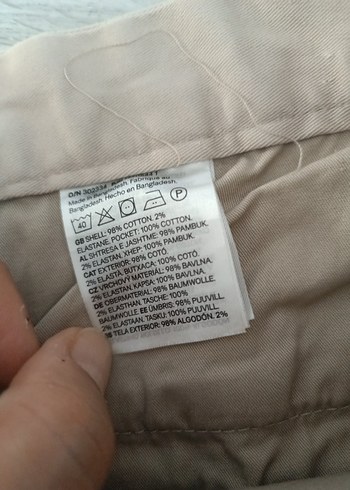 O/N 302334
Made in Bangladesh. Fabriqué au
Bangladesh. Hecho en Bangladesh.
40 P
GB SHELL: 98% COTTON. 2%
ELASTANE, POCKET: 100% COTTON.
AL SHTRESA E JASHTME: 98% PAMBUK.
2% ELASTAN, XHEP: 100% PAMBUK.
CAT EXTERIOR: 98% COTÓ.
2% ELASTÀ, BUTXACA: 100% COTÓ.
CZ VRCHOVÝ MATERIÁL: 98% BAVLNA.
2% ELASTAN, KAPSA: 100% BAVLNA.
DE OBERMATERIAL: 98% BAUMWOLLE.
2% ELASTHAN, TASCHE: 100%
BAUMWOLLE EE ÜMBRIS: 98% PUUVILL.
2% ELASTAAN, TASKU: 100% PUUVILL
ES TELA EXTERIOR: 98% ALGODÓN. 2%